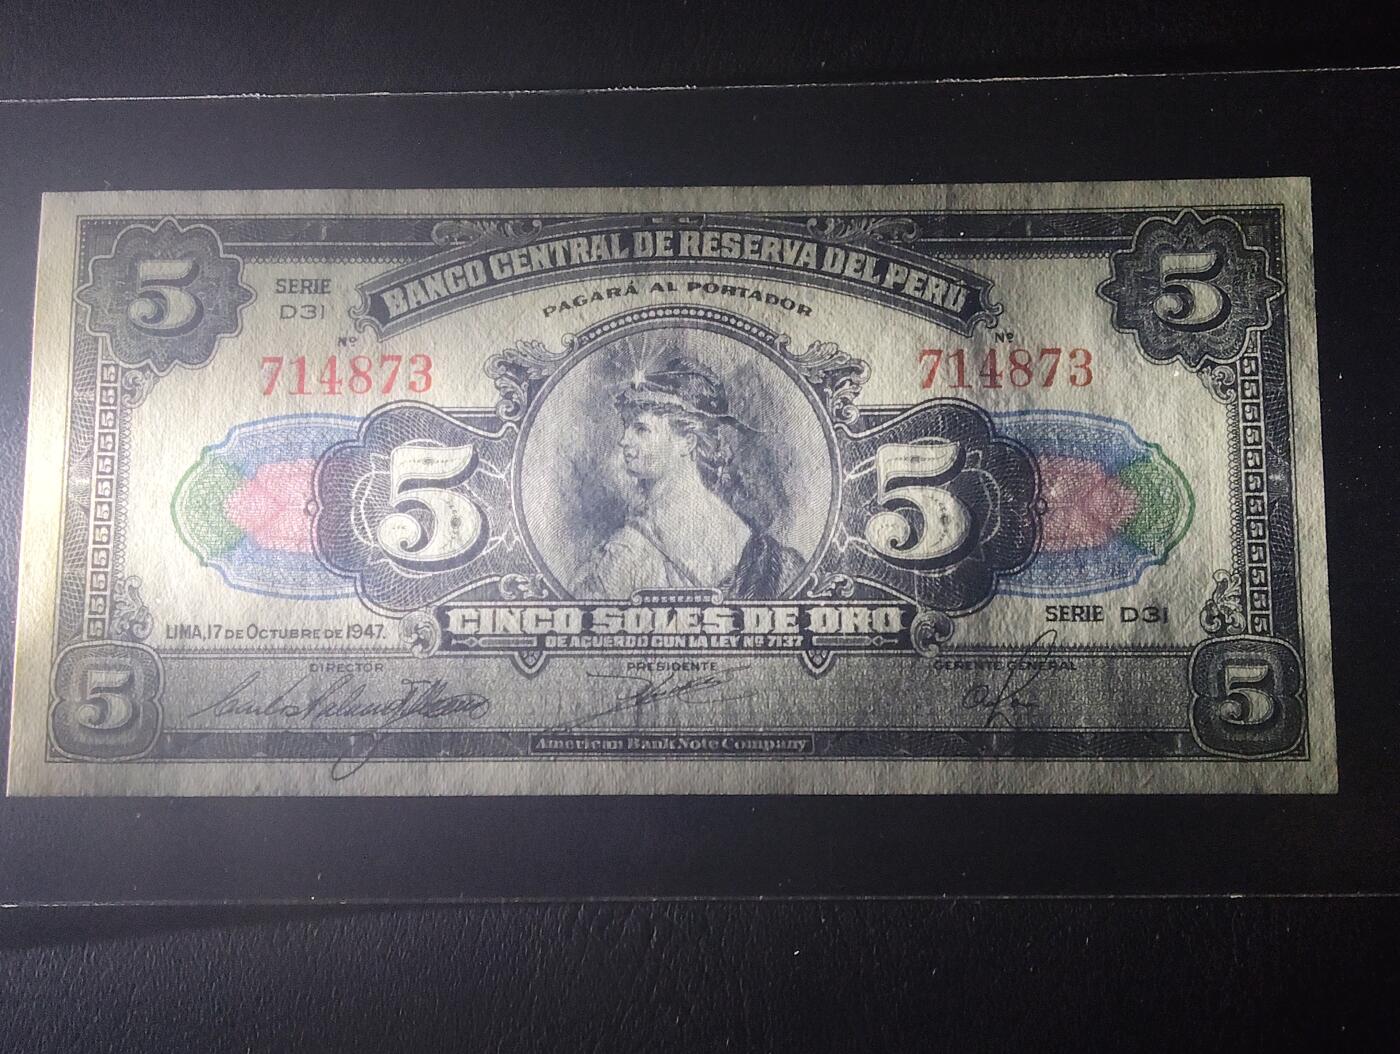 5
5
BANCO CENTRAL DE RESERVA DEL PERÚ
PAGARÁ AL PORTADOR
SERIE
D31
Nº
714873
Nº
714873
5
5
CINCO SOLES DE ORO
DE ACUERDO CON LA LEY Nº 7137
LIMA, 17 DE OCTUBRE DE 1947.
SERIE D31
DIRECTOR
PRESIDENTE
GERENTE GENERAL
5
5
American Bank Note Company